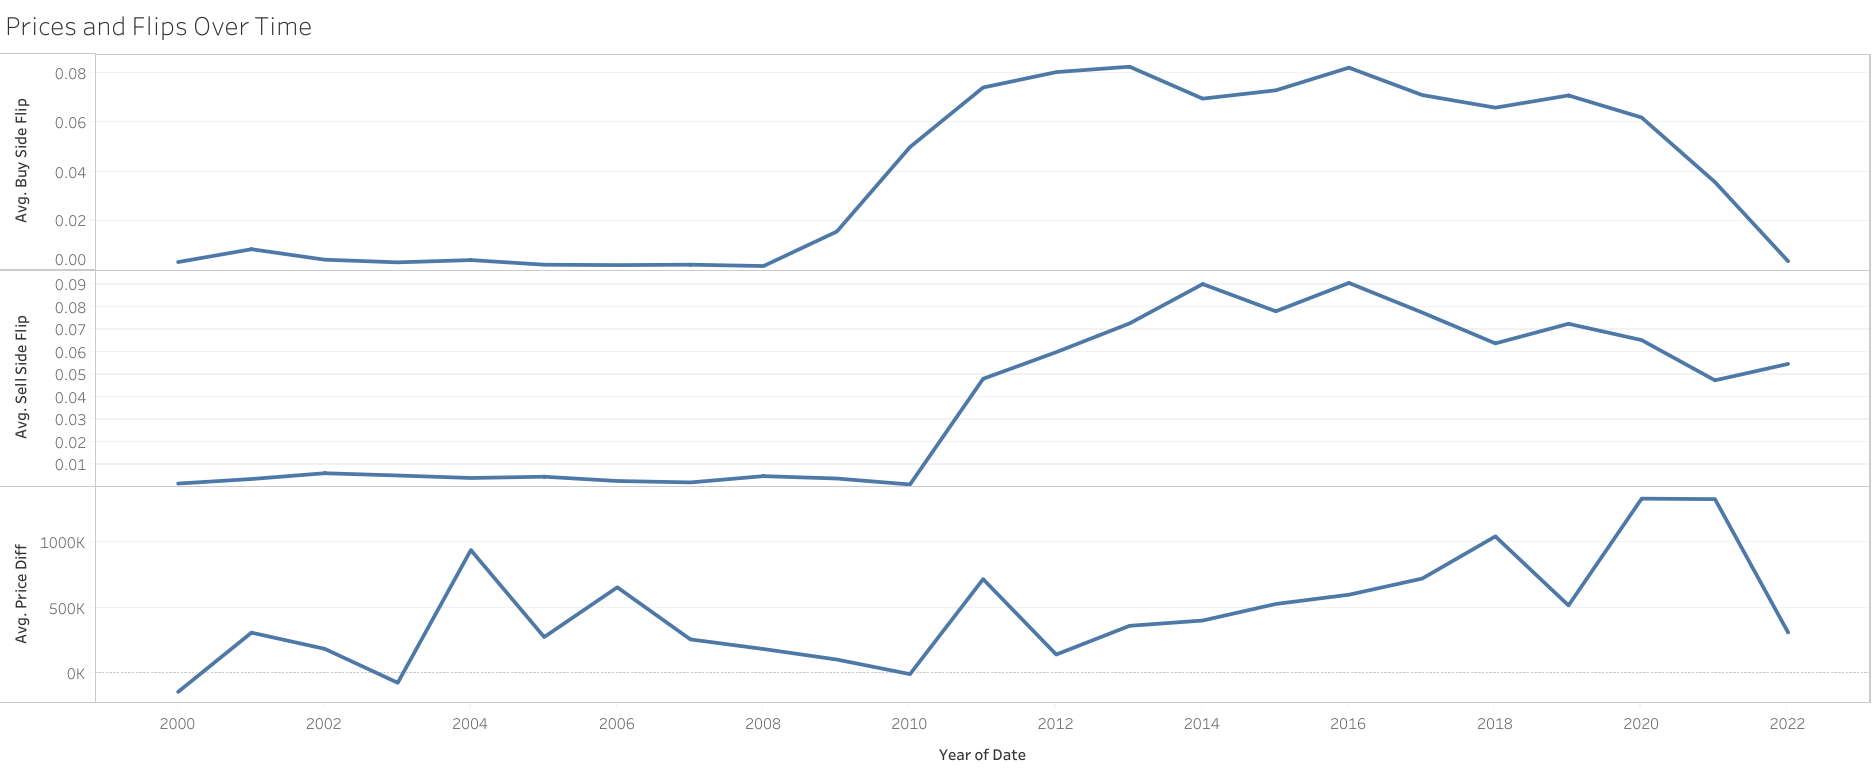 Prices and Flips Over Time
Avg. Buy Side Flip
0.08
0.06
0.04
0.02
0.00
Avg. Sell Side Flip
0.09
0.08
0.07
0.06
0.05
0.04
0.03
0.02
0.01
Avg. Price Diff
1000K
500K
0K
2000 2002 2004 2006 2008 2010 2012 2014 2016 2018 2020 2022
Year of Date